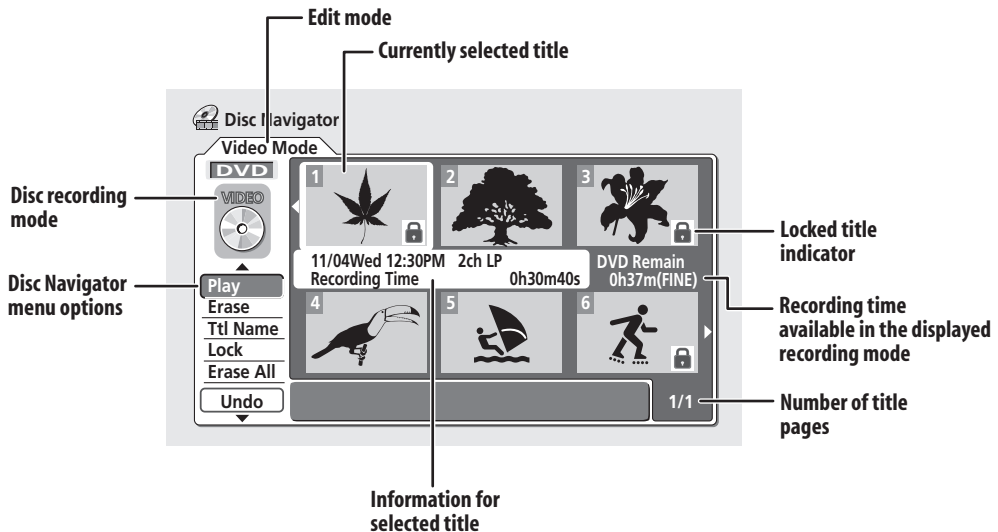 Edit mode
Currently selected title
Disc Navigator
Video Mode
DVD
VIDEO
Disc recording
mode
Disc Navigator
menu options
Play
Erase
Ttl Name
Lock
Erase All
Undo
1
2
3
11/04Wed 12:30PM 2ch LP
Recording Time 0h30m40s
DVD Remain
0h37m(FINE)
4
5
6
1/1
Locked title
indicator
Recording time
available in the displayed
recording mode
Number of title
pages
Information for
selected title